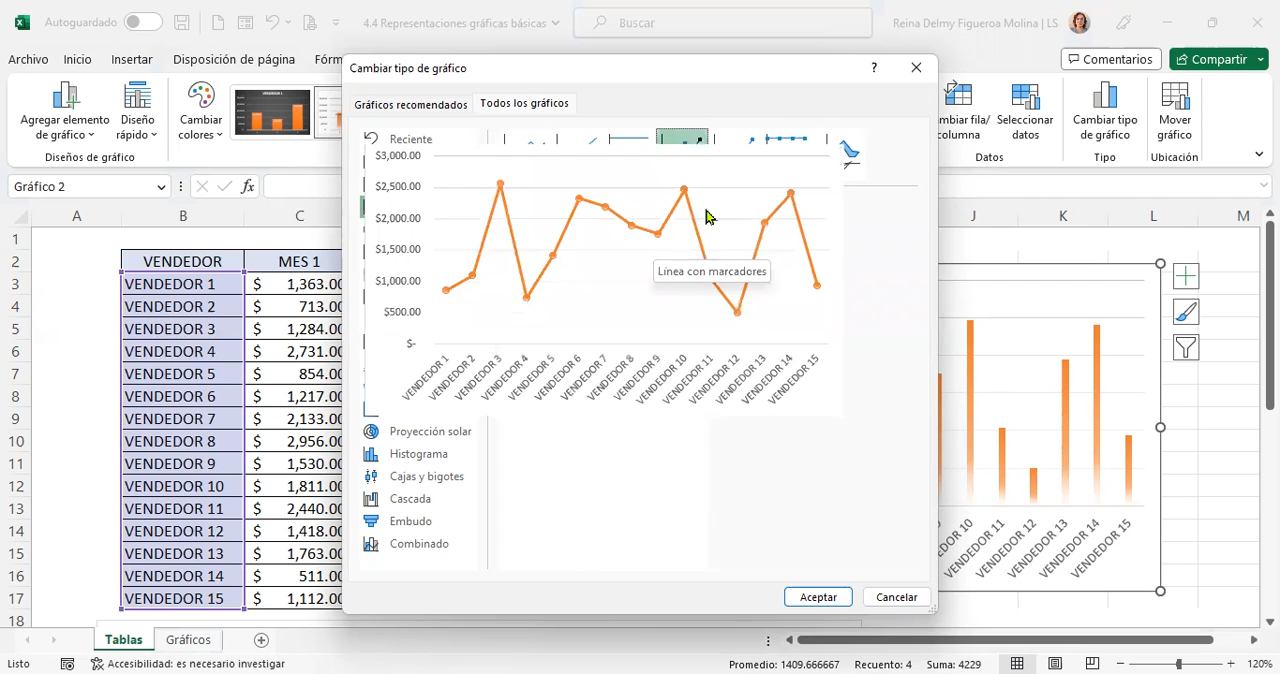 Autoguardado
4.4 Representaciones gráficas básicas
Buscar
Reina Delmy Figueroa Molina | LS
Archivo Inicio Insertar Disposición de página Fórm
Comentarios
Compartir
Agregar elemento
de gráfico
Diseño
rápido
Cambiar
colores
Diseños de gráfico
mbiar fila/
columna
Seleccionar
datos
Datos
Cambiar tipo
de gráfico
Tipo
Mover
gráfico
Ubicación
Gráfico 2
fx
Cambiar tipo de gráfico
?
Gráficos recomendados
Todos los gráficos
Reciente
$3,000.00
$2,500.00
$2,000.00
$1,500.00
$1,000.00
$500.00
$-
VENDEDOR 1
VENDEDOR 2
VENDEDOR 3
VENDEDOR 4
VENDEDOR 5
VENDEDOR 6
VENDEDOR 7
VENDEDOR 8
VENDEDOR 9
VENDEDOR 10
VENDEDOR 11
VENDEDOR 12
VENDEDOR 13
VENDEDOR 14
VENDEDOR 15
Línea con marcadores
Proyección solar
Histograma
Cajas y bigotes
Cascada
Embudo
Combinado
Aceptar
Cancelar
A B C J K L M
1
2 VENDEDOR MES 1
3 VENDEDOR 1 $ 1,363.00
4 VENDEDOR 2 $ 713.00
5 VENDEDOR 3 $ 1,284.00
6 VENDEDOR 4 $ 2,731.00
7 VENDEDOR 5 $ 854.00
8 VENDEDOR 6 $ 1,217.00
9 VENDEDOR 7 $ 2,133.00
10 VENDEDOR 8 $ 2,956.00
11 VENDEDOR 9 $ 1,530.00
12 VENDEDOR 10 $ 1,811.00
13 VENDEDOR 11 $ 2,440.00
14 VENDEDOR 12 $ 1,418.00
15 VENDEDOR 13 $ 1,763.00
16 VENDEDOR 14 $ 511.00
17 VENDEDOR 15 $ 1,112.00
18
VENDEDOR 10
VENDEDOR 11
VENDEDOR 12
VENDEDOR 13
VENDEDOR 14
VENDEDOR 15
Tablas Gráficos
Listo
Accesibilidad: es necesario investigar
Promedio: 1409.666667 Recuento: 4 Suma: 4229
120%